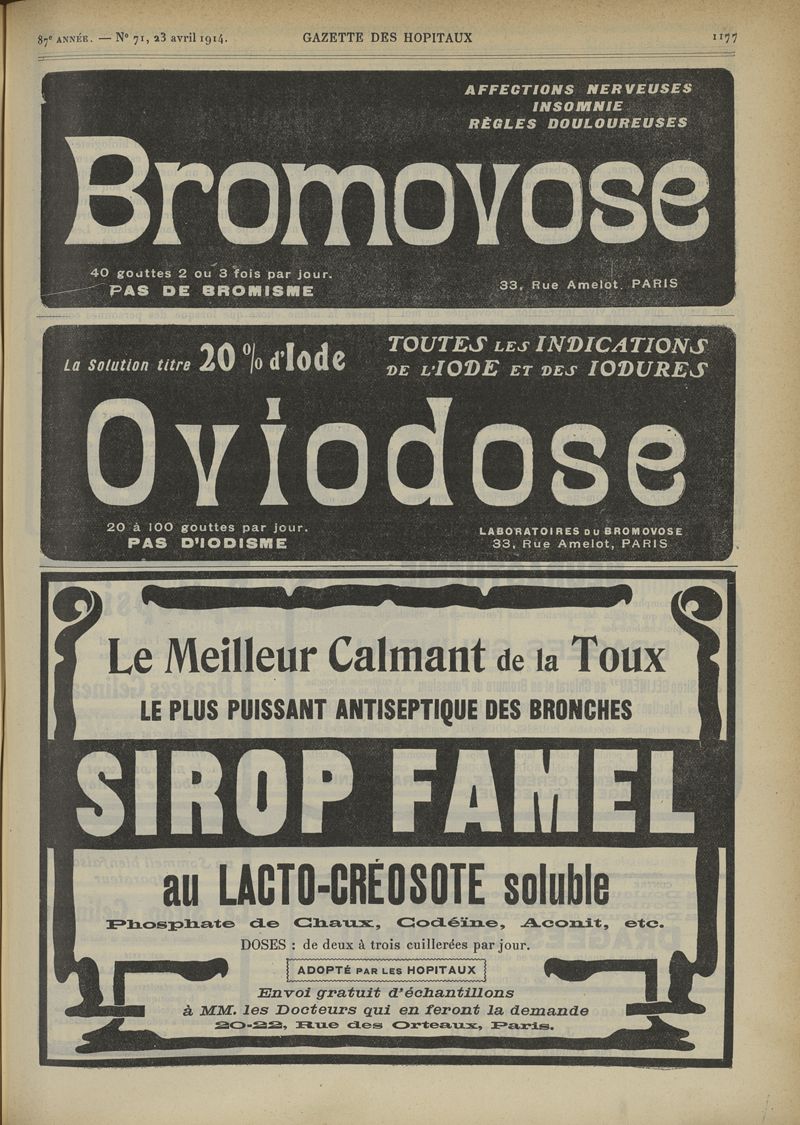 87e ANNÉE. — No 71, 23 avril 1914.
GAZETTE DES HOPITAUX
1177
AFFECTIONS NERVEUSES
INSOMNIE
RÈGLES DOULOUREUSES
Bromovose
40 gouttes 2 ou 3 fois par jour.
PAS DE BROMISME
33, Rue Amelot. PARIS
La Solution titre 20 % d'Iode
TOUTES LES INDICATIONS
DE L'IODE ET DES IODURES
Oviodose
20 à 100 gouttes par jour.
PAS D'IODISME
LABORATOIRES DU BROMOVOSE
33, Rue Amelot, PARIS
Le Meilleur Calmant de la Toux
LE PLUS PUISSANT ANTISEPTIQUE DES BRONCHES
SIROP FAMEL
au LACTO-CRÉOSOTE soluble
Phosphate de Chaux, Codéïne, Aconit, etc.
DOSES : de deux à trois cuillerées par jour.
ADOPTÉ PAR LES HOPITAUX
Envoi gratuit d'échantillons
à MM. les Docteurs qui en feront la demande
20-22, Rue des Orteaux, Paris.